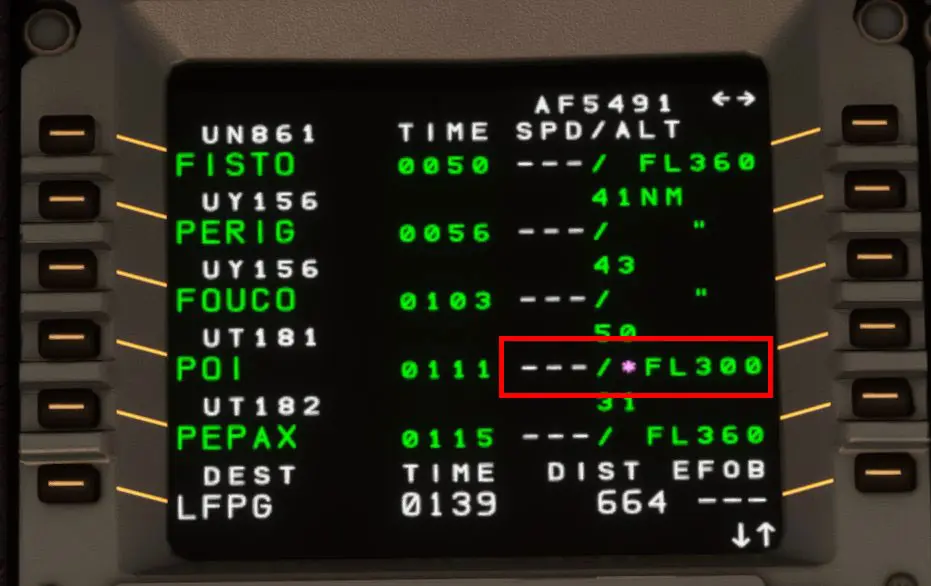 AF5491 ←→
UN861 TIME SPD/ALT
FISTO 0050 ---/ FL360
UY156 41NM
PERIG 0056 ---/ "
UY156 43
FOUCO 0103 ---/ "
UT181 50
POI 0111 ---/*FL300
UT182 31
PEPAX 0115 ---/ FL360
DEST TIME DIST EFOB
LFPG 0139 664 ---
↓↑